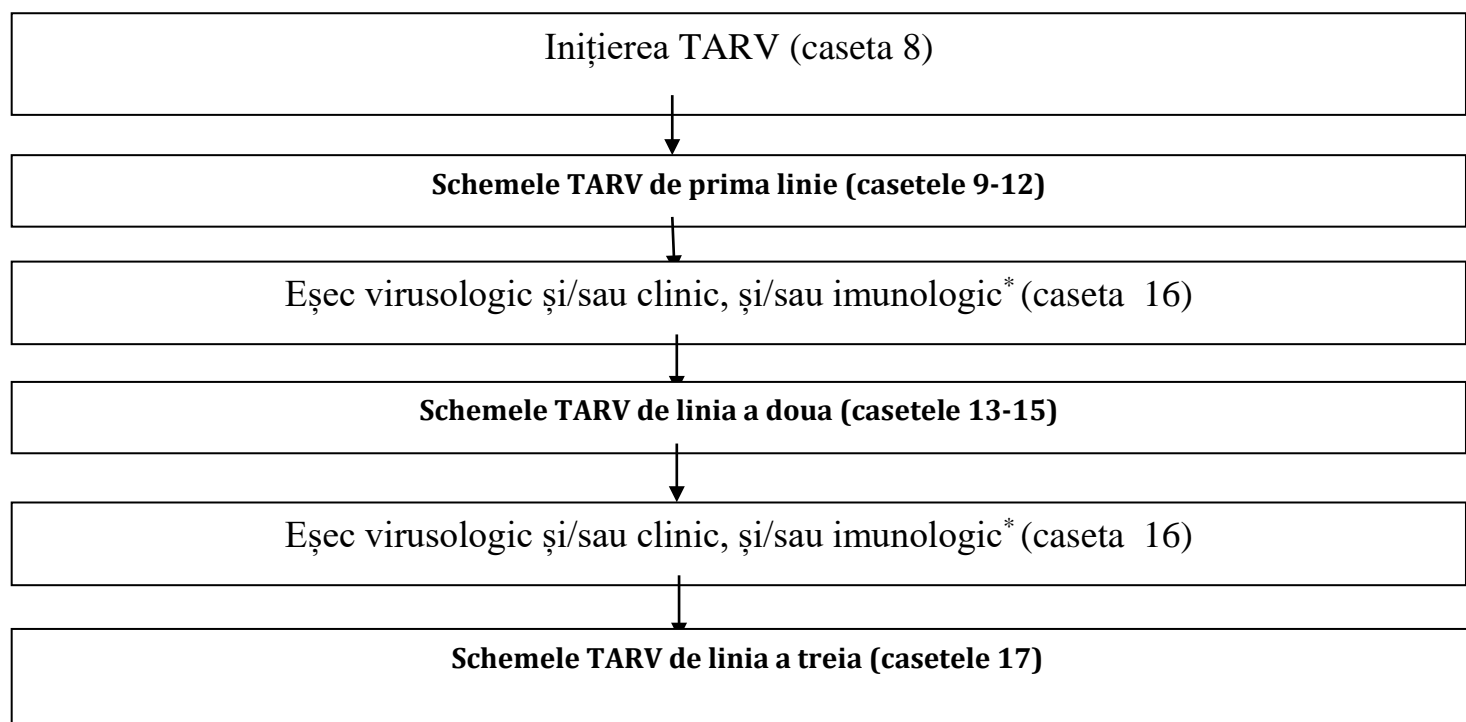 Inițierea TARV (caseta 8)
Schemele TARV de prima linie (casetele 9-12)
Eșec virusologic și/sau clinic, și/sau imunologic* (caseta 16)
Schemele TARV de linia a doua (casetele 13-15)
Eșec virusologic și/sau clinic, și/sau imunologic* (caseta 16)
Schemele TARV de linia a treia (casetele 17)